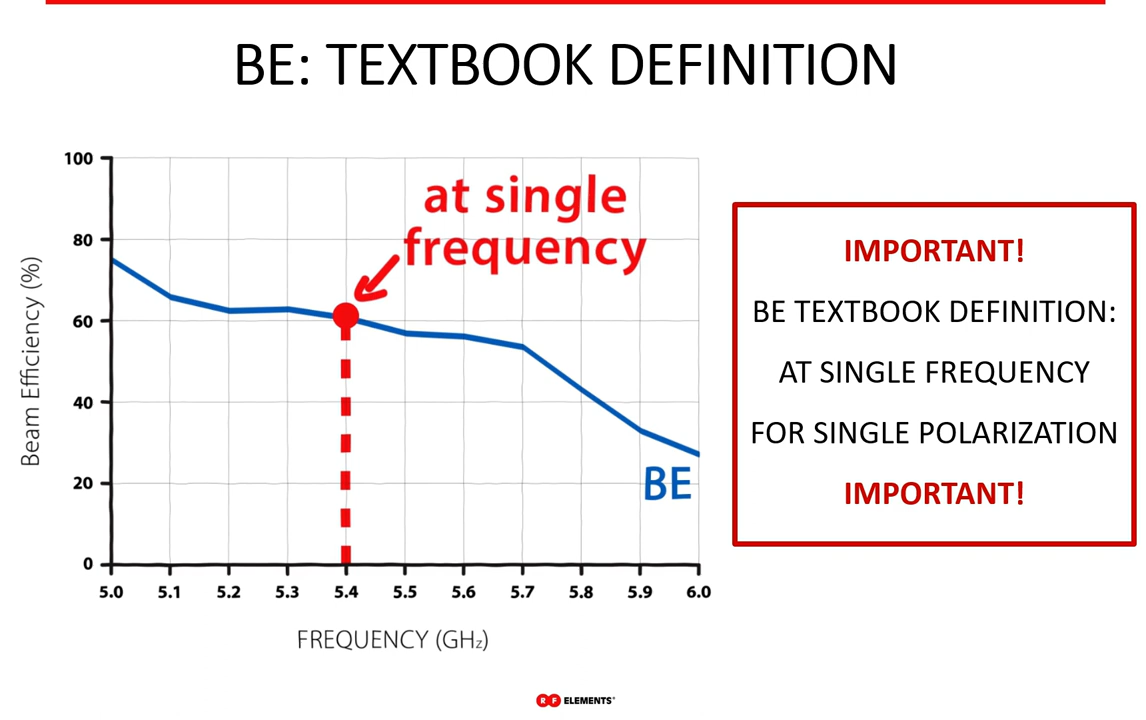 BE: TEXTBOOK DEFINITION
100
80
60
40
20
0
Beam Efficiency (%)
at single
frequency
BE
5.0 5.1 5.2 5.3 5.4 5.5 5.6 5.7 5.8 5.9 6.0
FREQUENCY (GHz)
IMPORTANT!
BE TEXTBOOK DEFINITION:
AT SINGLE FREQUENCY
FOR SINGLE POLARIZATION
IMPORTANT!
RF ELEMENTS®